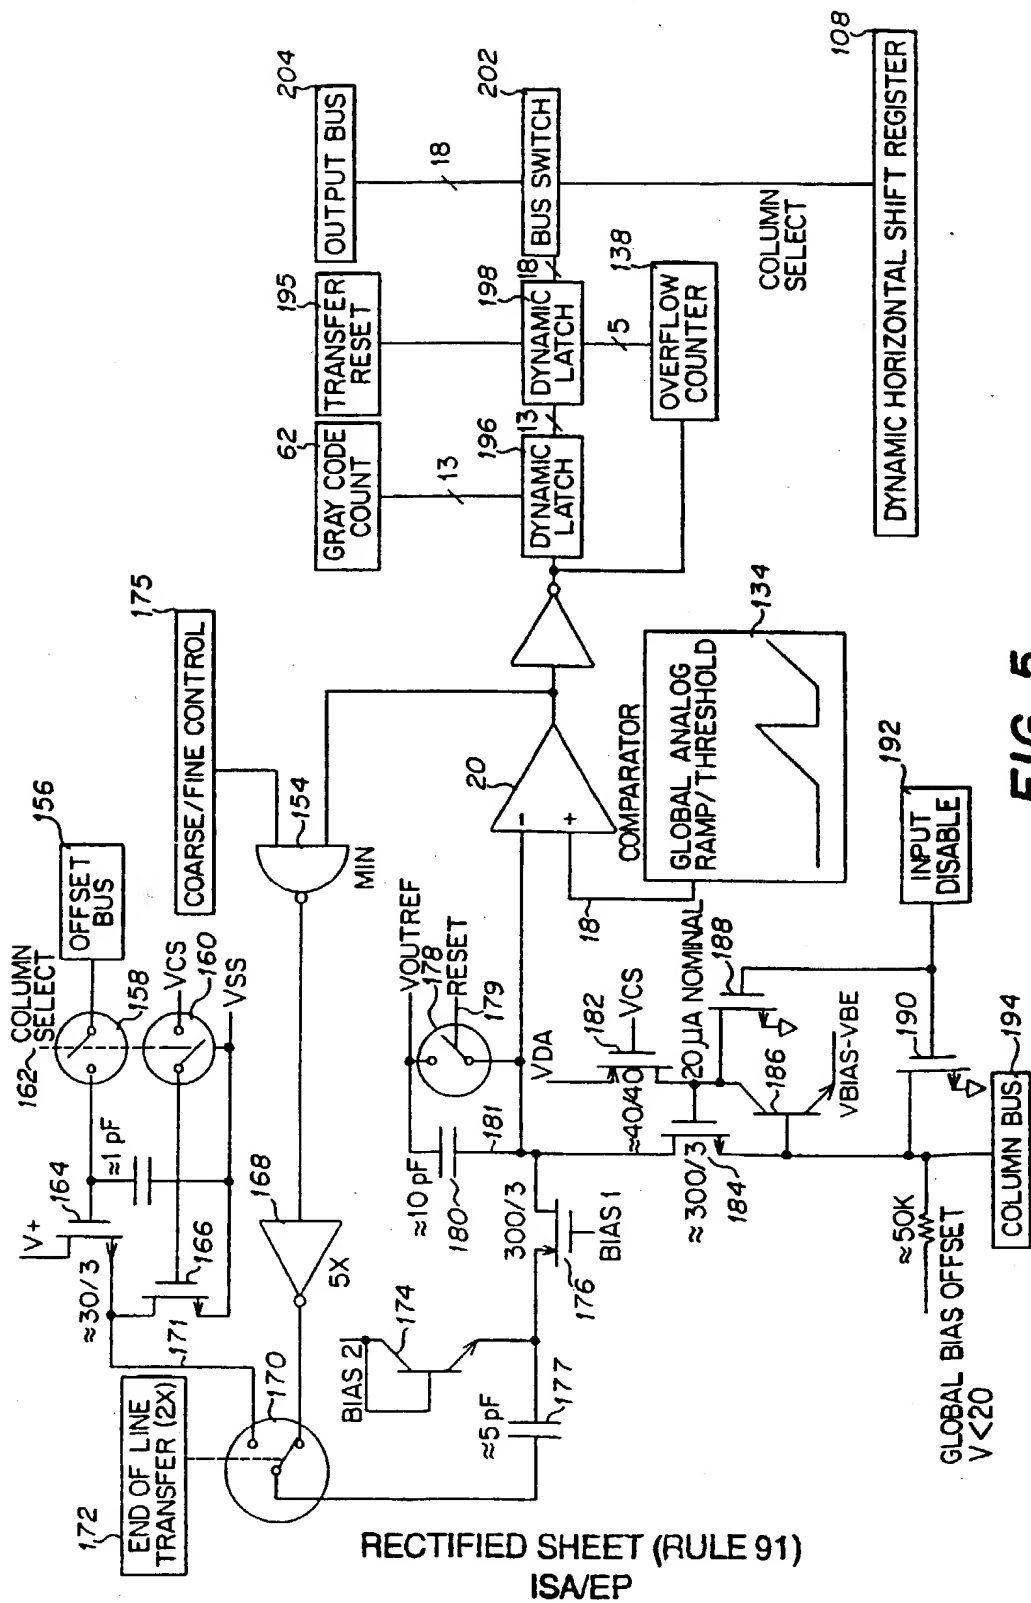 204
OUTPUT BUS
18
202
BUS SWITCH
COLUMN
SELECT
108
DYNAMIC HORIZONTAL SHIFT REGISTER
195
TRANSFER
RESET
18
198
DYNAMIC
LATCH
5
138
OVERFLOW
COUNTER
62
GRAY CODE
COUNT
13
13
196
DYNAMIC
LATCH
175
COARSE/FINE CONTROL
154
MIN
20
-
+
18
COMPARATOR
GLOBAL ANALOG
RAMP/THRESHOLD
134
156
OFFSET
BUS
COLUMN
SELECT
162
158
VCS
160
VSS
≈1 pF
164
V+
≈30/3
166
171
168
5X
170
172
END OF LINE
TRANSFER (2X)
VOUTREF
178
RESET
179
≈10 pF
180
181
BIAS 2
174
≈5 pF
177
300/3
176
BIAS 1
VDA
182
VCS
≈40/40
20 µA NOMINAL
≈300/3
184
186
188
VBIAS-VBE
190
192
INPUT
DISABLE
194
COLUMN BUS
≈50K
GLOBAL BIAS OFFSET
V<20
FIG. 5
RECTIFIED SHEET (RULE 91)
ISA/EP